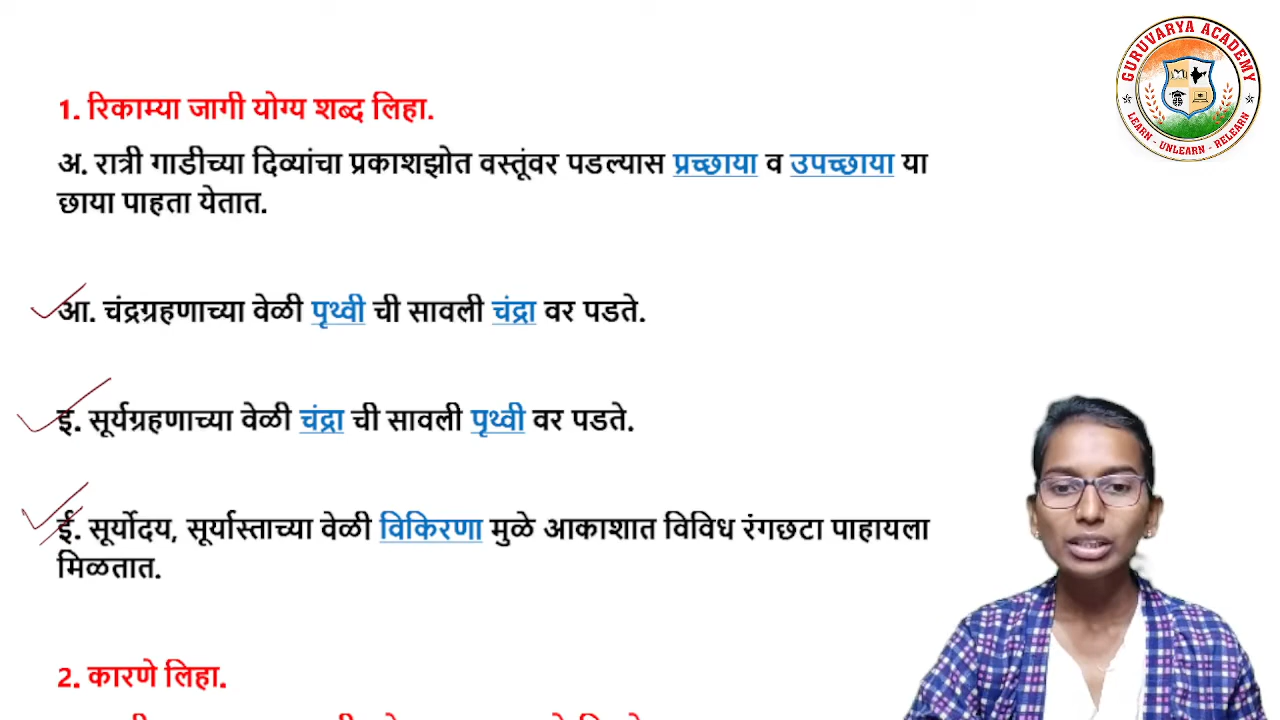 GURUVARYA ACADEMY
LEARN - UNLEARN - RELEARN
1. रिकाम्या जागी योग्य शब्द लिहा.
अ. रात्री गाडीच्या दिव्यांचा प्रकाशझोत वस्तूंवर पडल्यास प्रच्छाया व उपच्छाया या
छाया पाहता येतात.
आ. चंद्रग्रहणाच्या वेळी पृथ्वी ची सावली चंद्रा वर पडते.
इ. सूर्यग्रहणाच्या वेळी चंद्रा ची सावली पृथ्वी वर पडते.
ई. सूर्योदय, सूर्यास्ताच्या वेळी विकिरणा मुळे आकाशात विविध रंगछटा पाहायला
मिळतात.
2. कारणे लिहा.